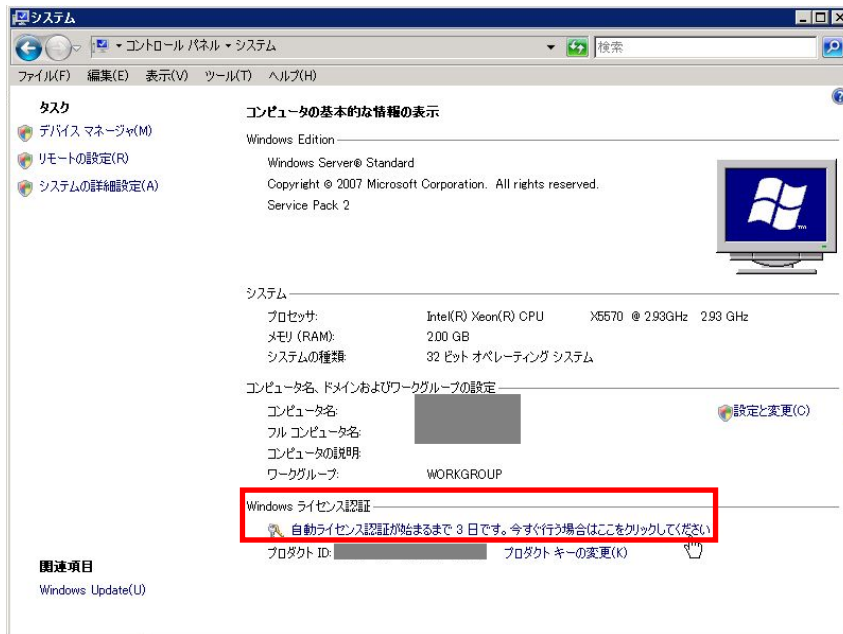 システム
コントロール パネル ▾ システム
検索
ファイル(F) 編集(E) 表示(V) ツール(T) ヘルプ(H)
タスク
デバイス マネージャ(M)
リモートの設定(R)
システムの詳細設定(A)
コンピュータの基本的な情報の表示
Windows Edition
Windows Server® Standard
Copyright © 2007 Microsoft Corporation. All rights reserved.
Service Pack 2
システム
プロセッサ: Intel(R) Xeon(R) CPU X5570 @ 2.93GHz 2.93 GHz
メモリ (RAM): 2.00 GB
システムの種類: 32 ビット オペレーティング システム
コンピュータ名、ドメインおよびワークグループの設定
コンピュータ名: 設定と変更(C)
フル コンピュータ名:
コンピュータの説明:
ワークグループ: WORKGROUP
Windows ライセンス認証
自動ライセンス認証が始まるまで 3 日です。今すぐ行う場合はここをクリックしてください
プロダクト ID: プロダクト キーの変更(K)
関連項目
Windows Update(U)